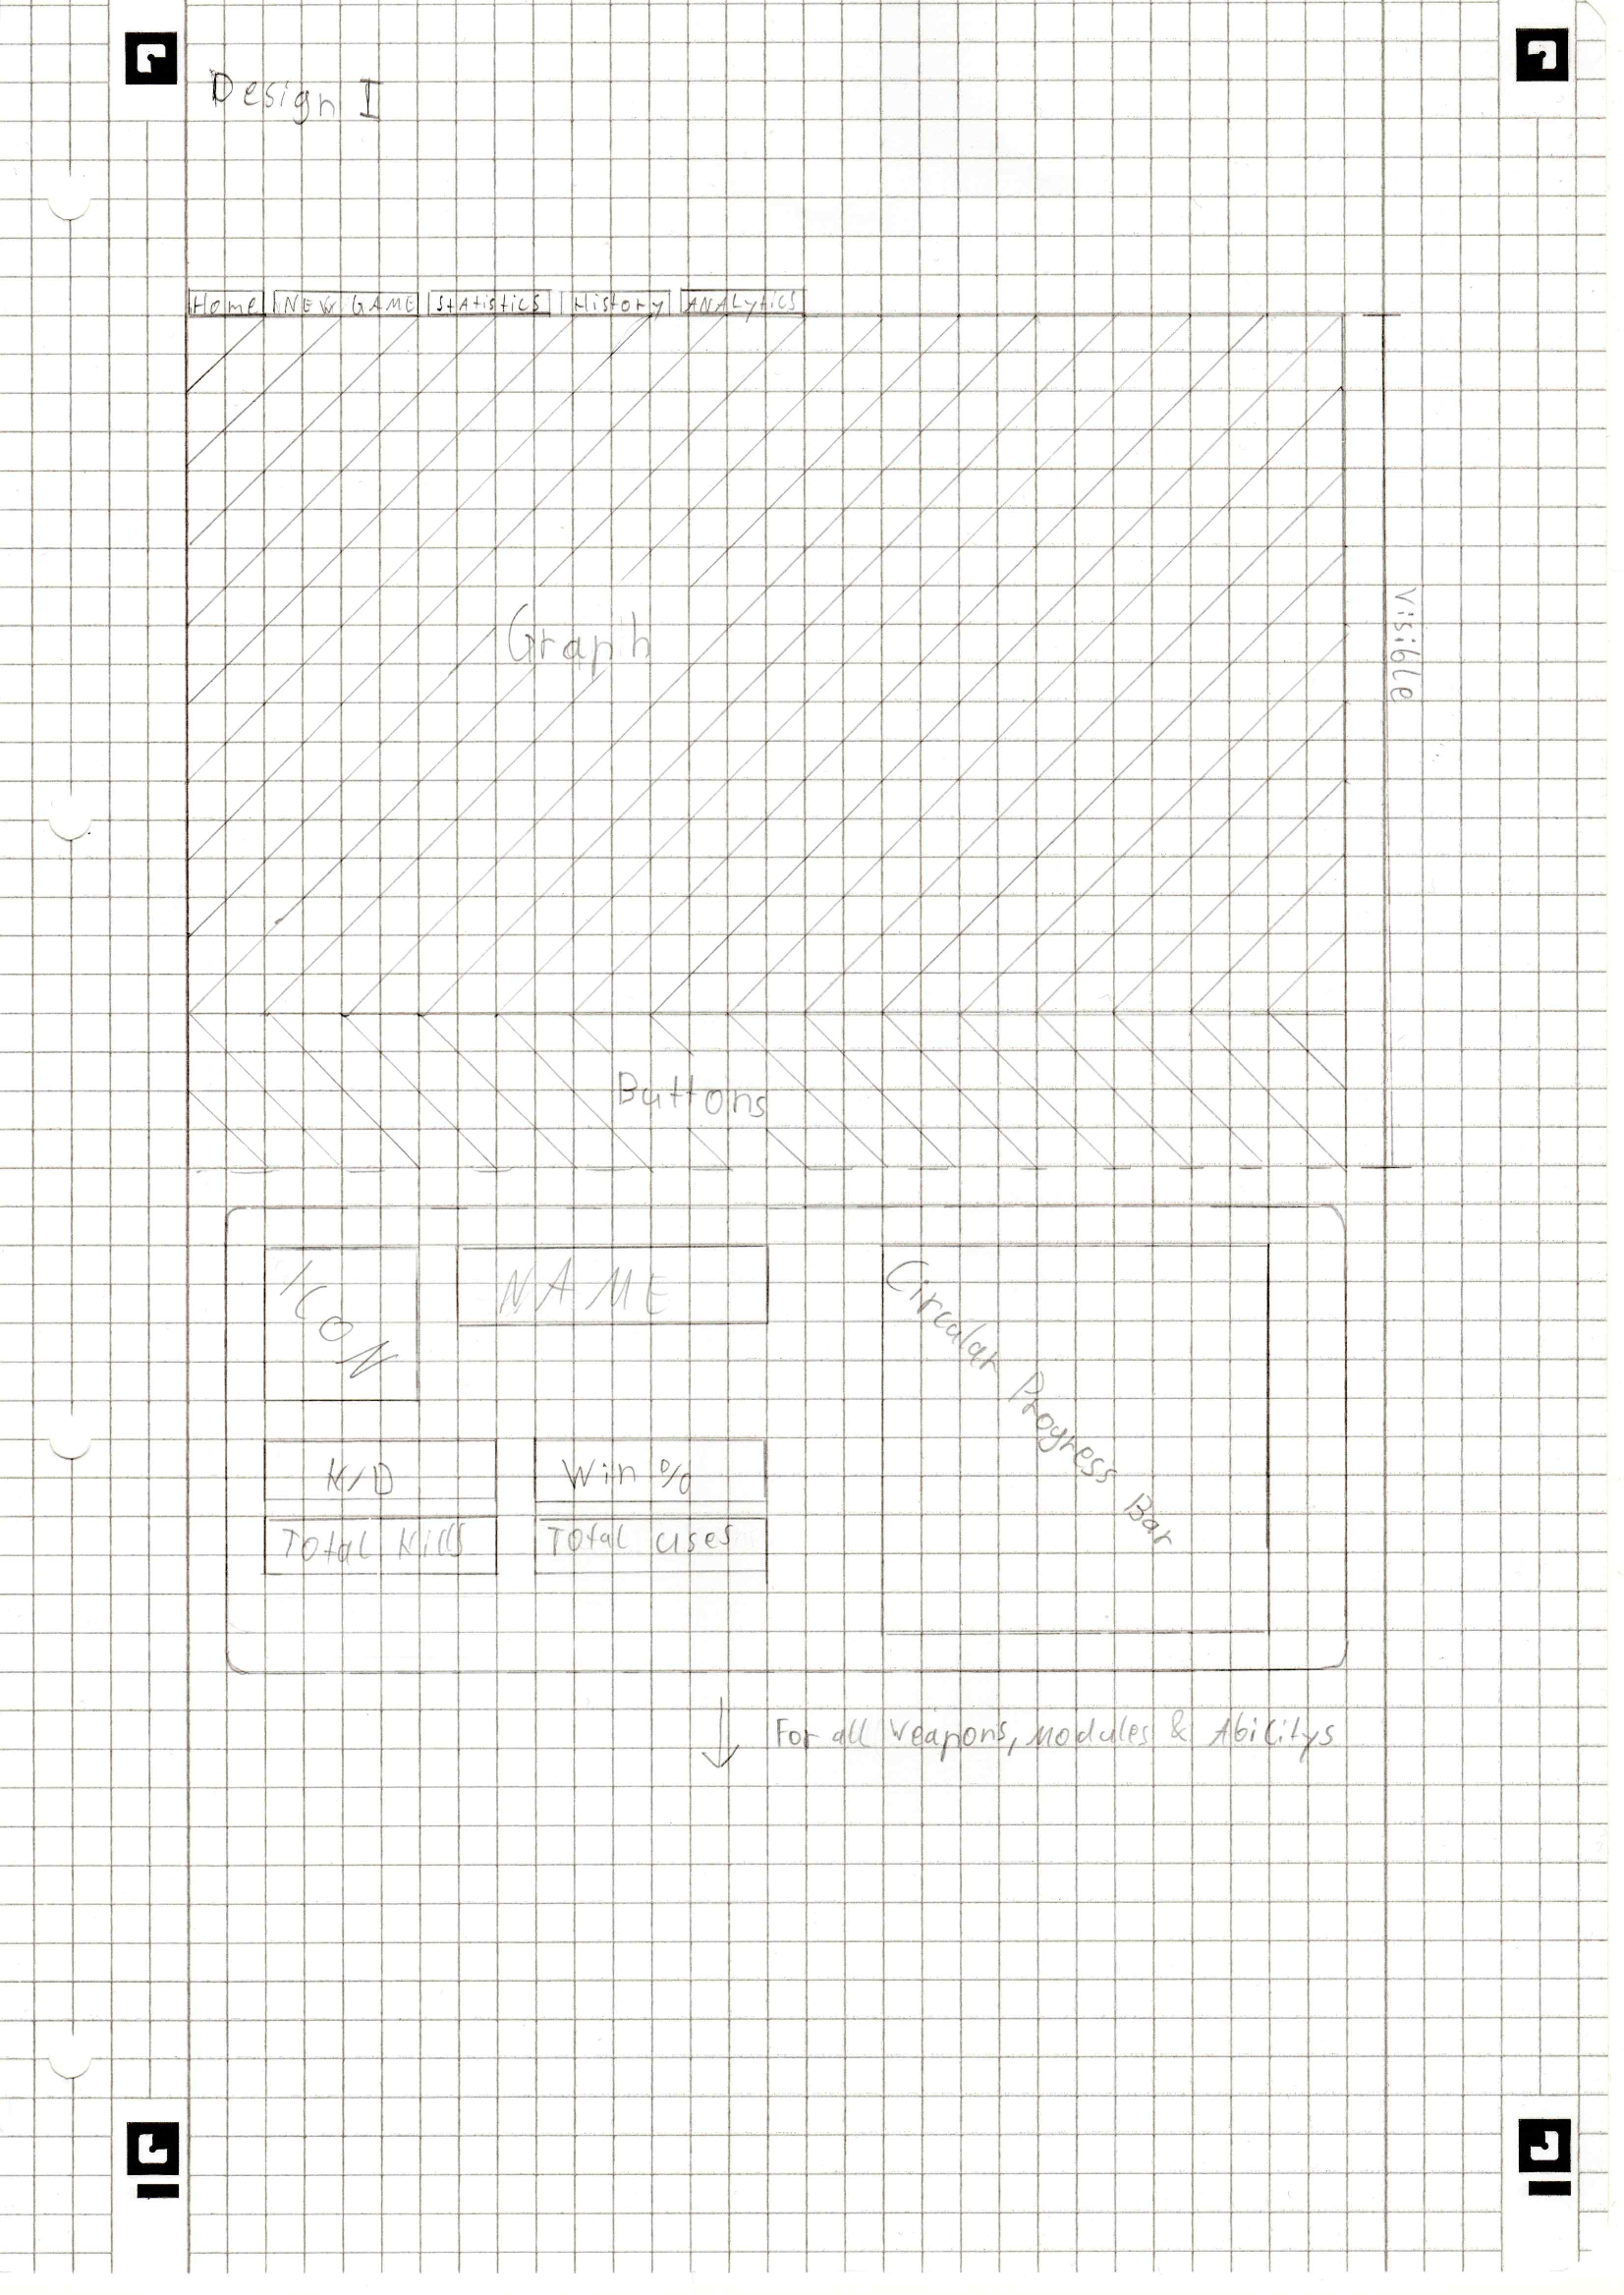 Design I
Home NEW GAME Statistics History ANALytics
Graph
Visible
Buttons
ICON
NAME
Circular Progress Bar
K/D
Win %
Total Kills
Total uses
For all Weapons, Modules & Abilitys